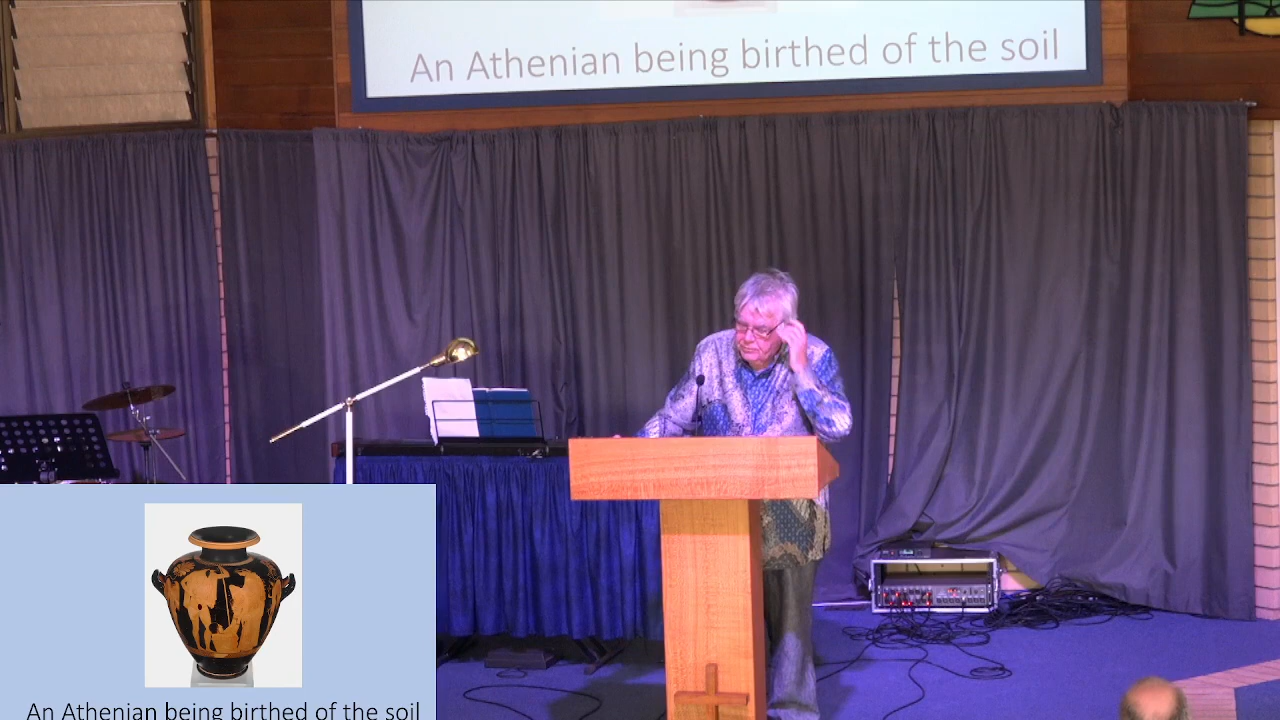 An Athenian being birthed of the soil
An Athenian being birthed of the soil